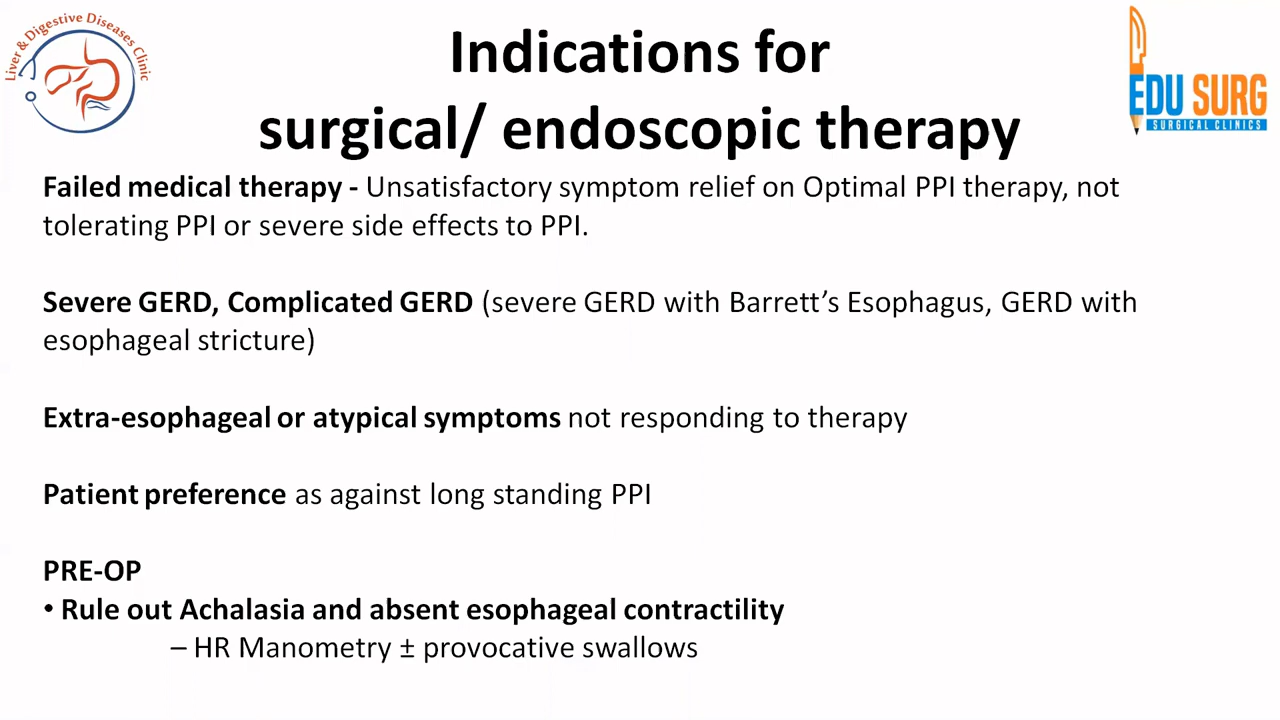 Liver & Digestive Diseases Clinic
EDU SURG
SURGICAL CLINICS
Indications for
surgical/ endoscopic therapy
Failed medical therapy - Unsatisfactory symptom relief on Optimal PPI therapy, not
tolerating PPI or severe side effects to PPI.
Severe GERD, Complicated GERD (severe GERD with Barrett’s Esophagus, GERD with
esophageal stricture)
Extra-esophageal or atypical symptoms not responding to therapy
Patient preference as against long standing PPI
PRE-OP
• Rule out Achalasia and absent esophageal contractility
– HR Manometry ± provocative swallows